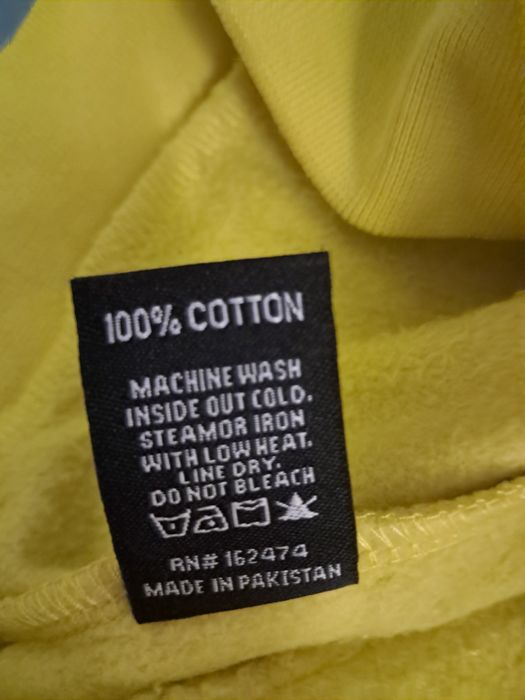 100% COTTON
MACHINE WASH
INSIDE OUT COLD.
STEAMOR IRON
WITH LOW HEAT.
LINE DRY.
DO NOT BLEACH
RN# 162474
MADE IN PAKISTAN